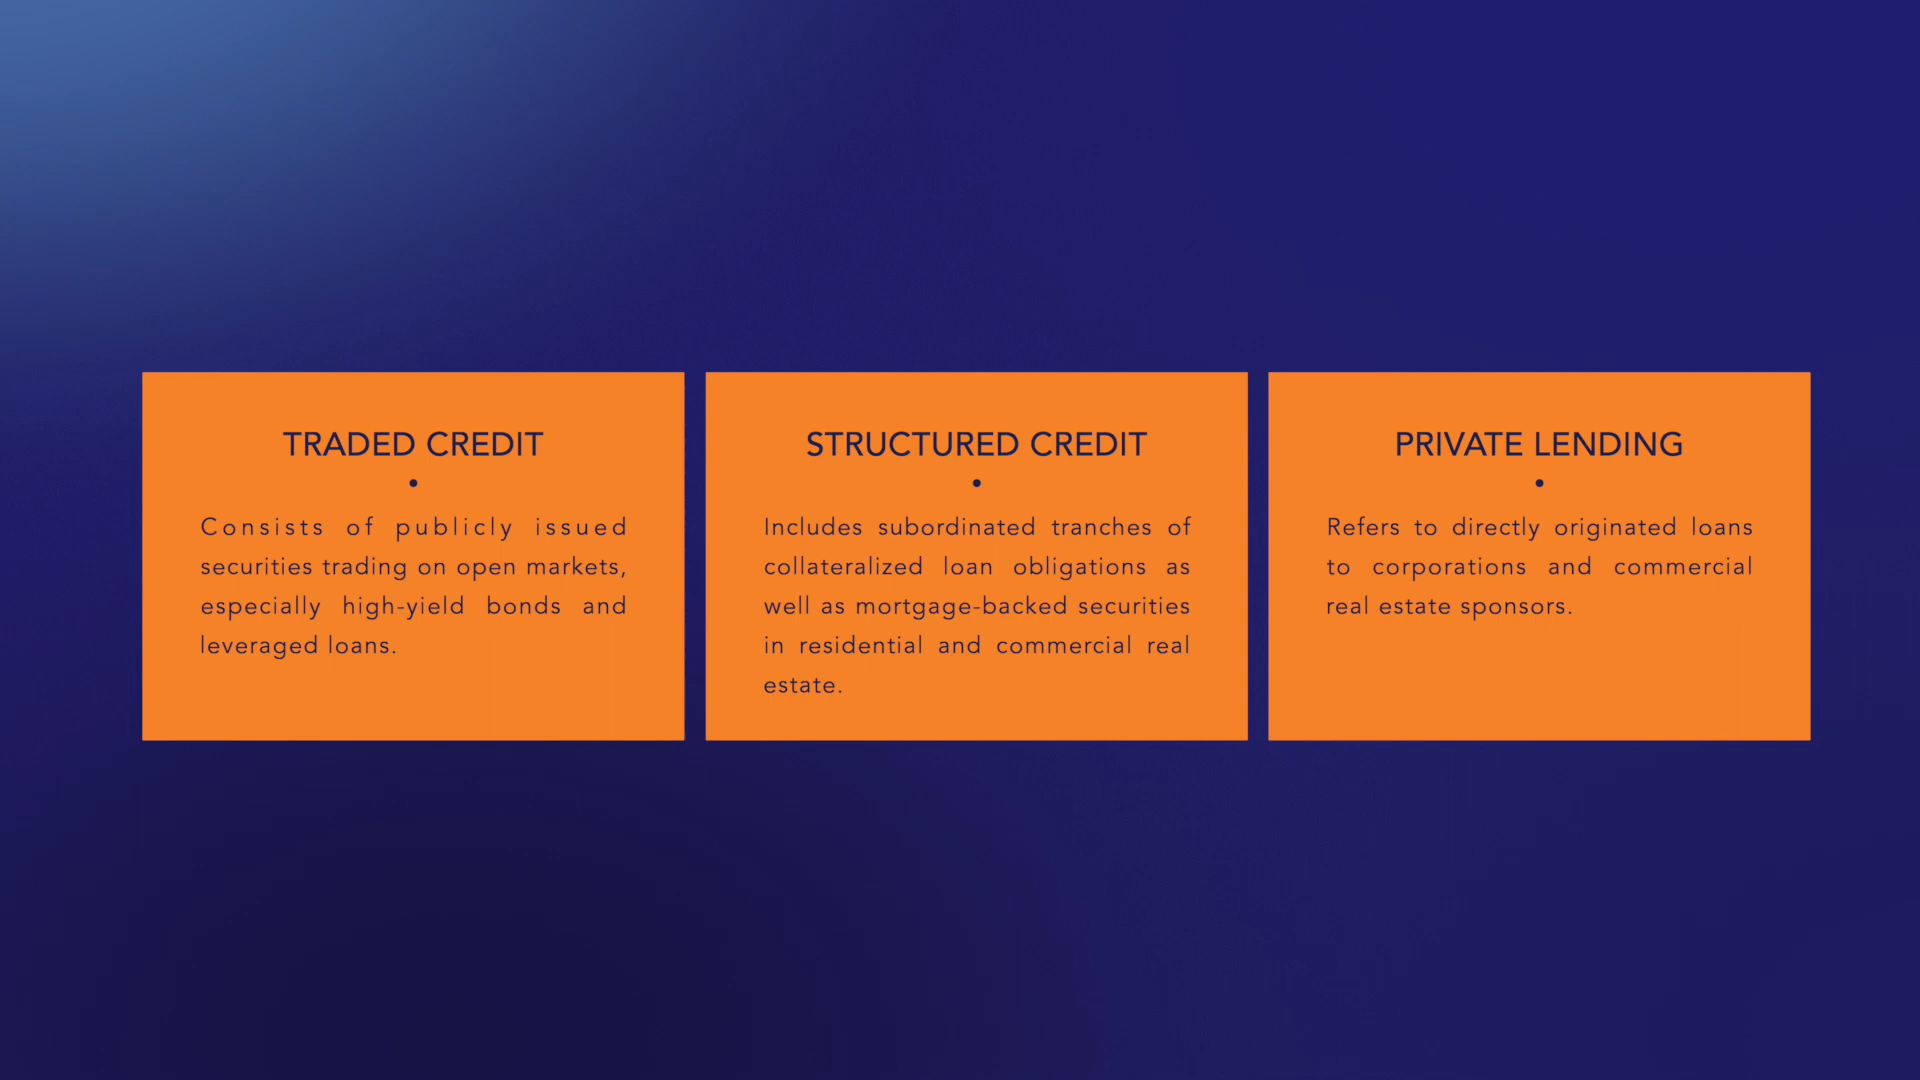 TRADED CREDIT
Consists of publicly issued
securities trading on open markets,
especially high-yield bonds and
leveraged loans.
STRUCTURED CREDIT
Includes subordinated tranches of
collateralized loan obligations as
well as mortgage-backed securities
in residential and commercial real
estate.
PRIVATE LENDING
Refers to directly originated loans
to corporations and commercial
real estate sponsors.